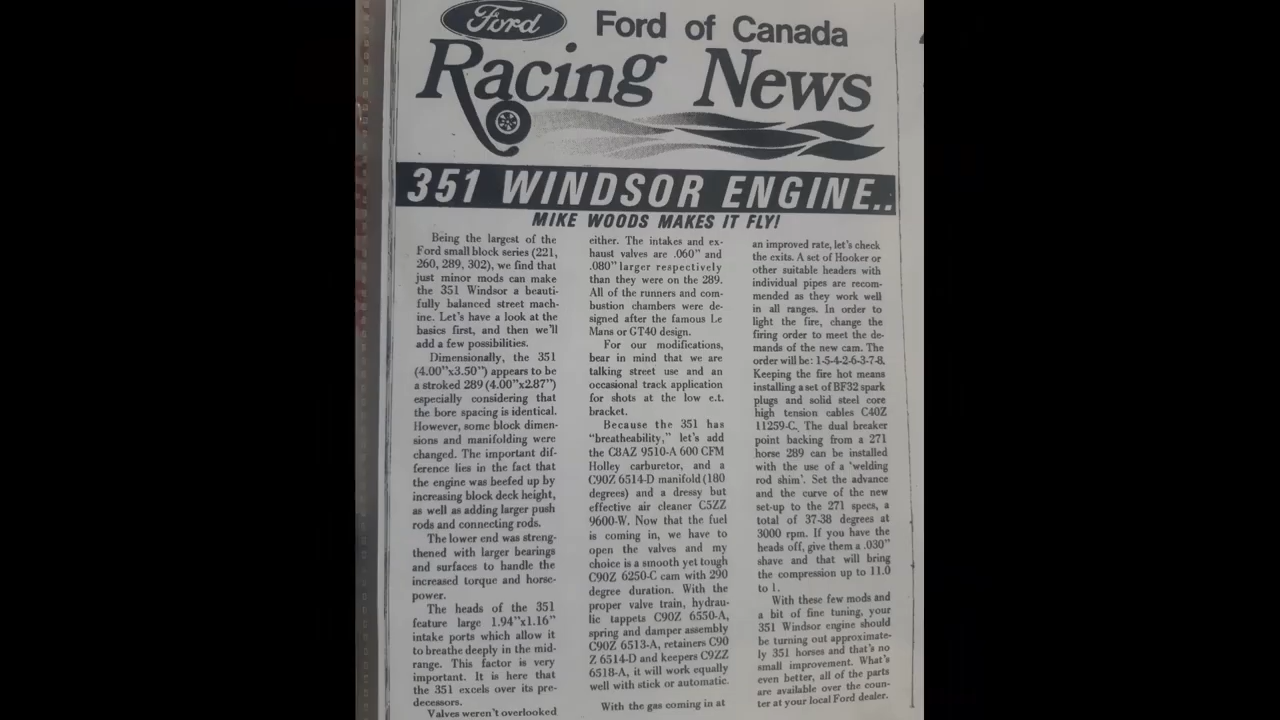 Ford
Ford of Canada
Racing News
351 WINDSOR ENGINE..
MIKE WOODS MAKES IT FLY!
Being the largest of the
Ford small block series (221,
260, 289, 302), we find that
just minor mods can make
the 351 Windsor a beauti-
fully balanced street mach-
ine. Let's have a look at the
basics first, and then we'll
add a few possibilities.
Dimensionally, the 351
(4.00"x3.50") appears to be
a stroked 289 (4.00"x2.87")
especially considering that
the bore spacing is identical.
However, some block dimen-
sions and manifolding were
changed. The important dif-
ference lies in the fact that
the engine was beefed up by
increasing block deck height,
as well as adding larger push
rods and connecting rods.
The lower end was streng-
thened with larger bearings
and surfaces to handle the
increased torque and horse-
power.
The heads of the 351
feature large 1.94"x1.16"
intake ports which allow it
to breathe deeply in the mid-
range. This factor is very
important. It is here that
the 351 excels over its pre-
decessors.
Valves weren't overlooked
either. The intakes and ex-
haust valves are .060" and
.080" larger respectively
than they were on the 289.
All of the runners and com-
bustion chambers were de-
signed after the famous Le
Mans or GT40 design.
For our modifications,
bear in mind that we are
talking street use and an
occasional track application
for shots at the low e.t.
bracket.
Because the 351 has
"breatheability," let's add
the C8AZ 9510-A 600 CFM
Holley carburetor, and a
C90Z 6514-D manifold (180
degrees) and a dressy but
effective air cleaner C5ZZ
9600-W. Now that the fuel
is coming in, we have to
open the valves and my
choice is a smooth yet tough
C90Z 6250-C cam with 290
degree duration. With the
proper valve train, hydrau-
lic tappets C90Z 6550-A,
spring and damper assembly
C90Z 6513-A, retainers C90
Z 6514-D and keepers C9ZZ
6518-A, it will work equally
well with stick or automatic.
With the gas coming in at
an improved rate, let's check
the exits. A set of Hooker or
other suitable headers with
individual pipes are recom-
mended as they work well
in all ranges. In order to
light the fire, change the
firing order to meet the de-
mands of the new cam. The
order will be: 1-5-4-2-6-3-7-8.
Keeping the fire hot means
installing a set of BF32 spark
plugs and solid steel core
high tension cables C40Z
11259-C. The dual breaker
point backing from a 271
horse 289 can be installed
with the use of a 'welding
rod shim'. Set the advance
and the curve of the new
set-up to the 271 specs, a
total of 37-38 degrees at
3000 rpm. If you have the
heads off, give them a .030"
shave and that will bring
the compression up to 11.0
to 1.
With these few mods and
a bit of fine tuning, your
351 Windsor engine should
be turning out approximate-
ly 351 horses and that's no
small improvement. What's
even better, all of the parts
are available over the coun-
ter at your local Ford dealer.